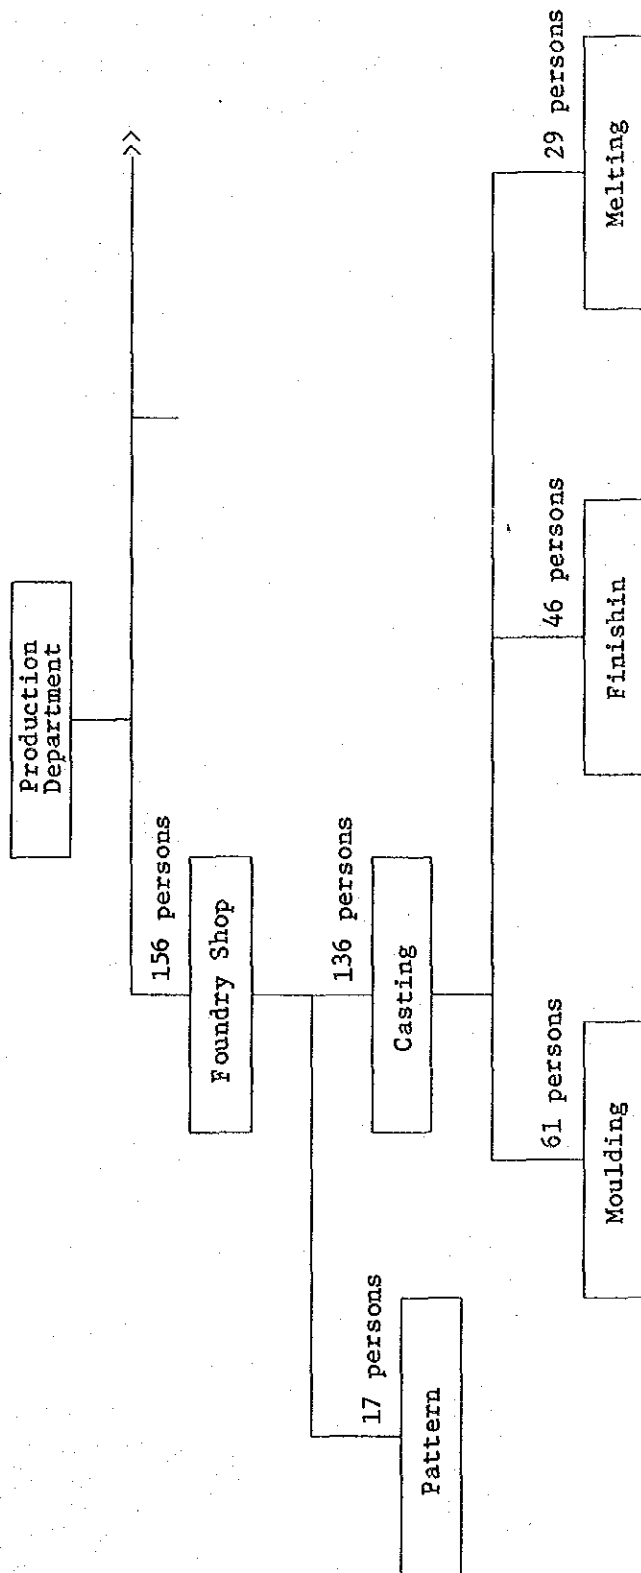 Production
Department
>>
156 persons
Foundry Shop
17 persons
Pattern
136 persons
Casting
61 persons
Moulding
46 persons
Finishin
29 persons
Melting